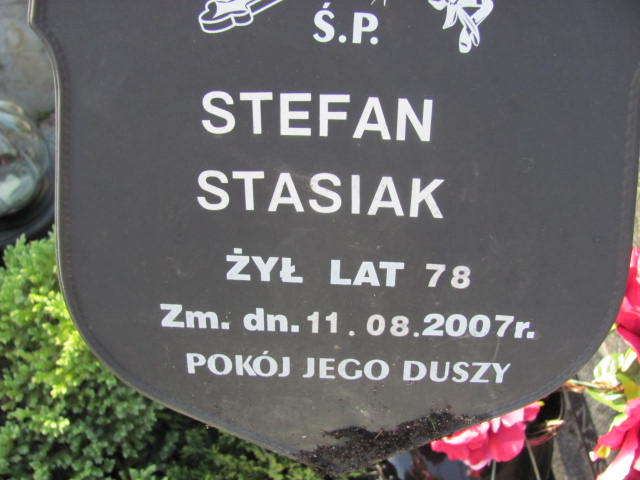 Ś.P.
STEFAN
STASIAK
ŻYŁ LAT 78
Zm. dn. 11.08.2007r.
POKÓJ JEGO DUSZY